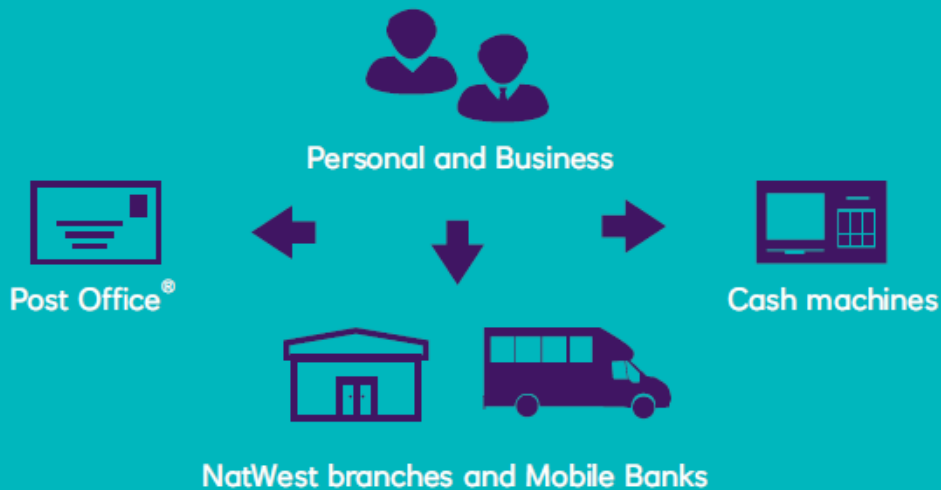 Personal and Business
Post Office®
Cash machines
NatWest branches and Mobile Banks